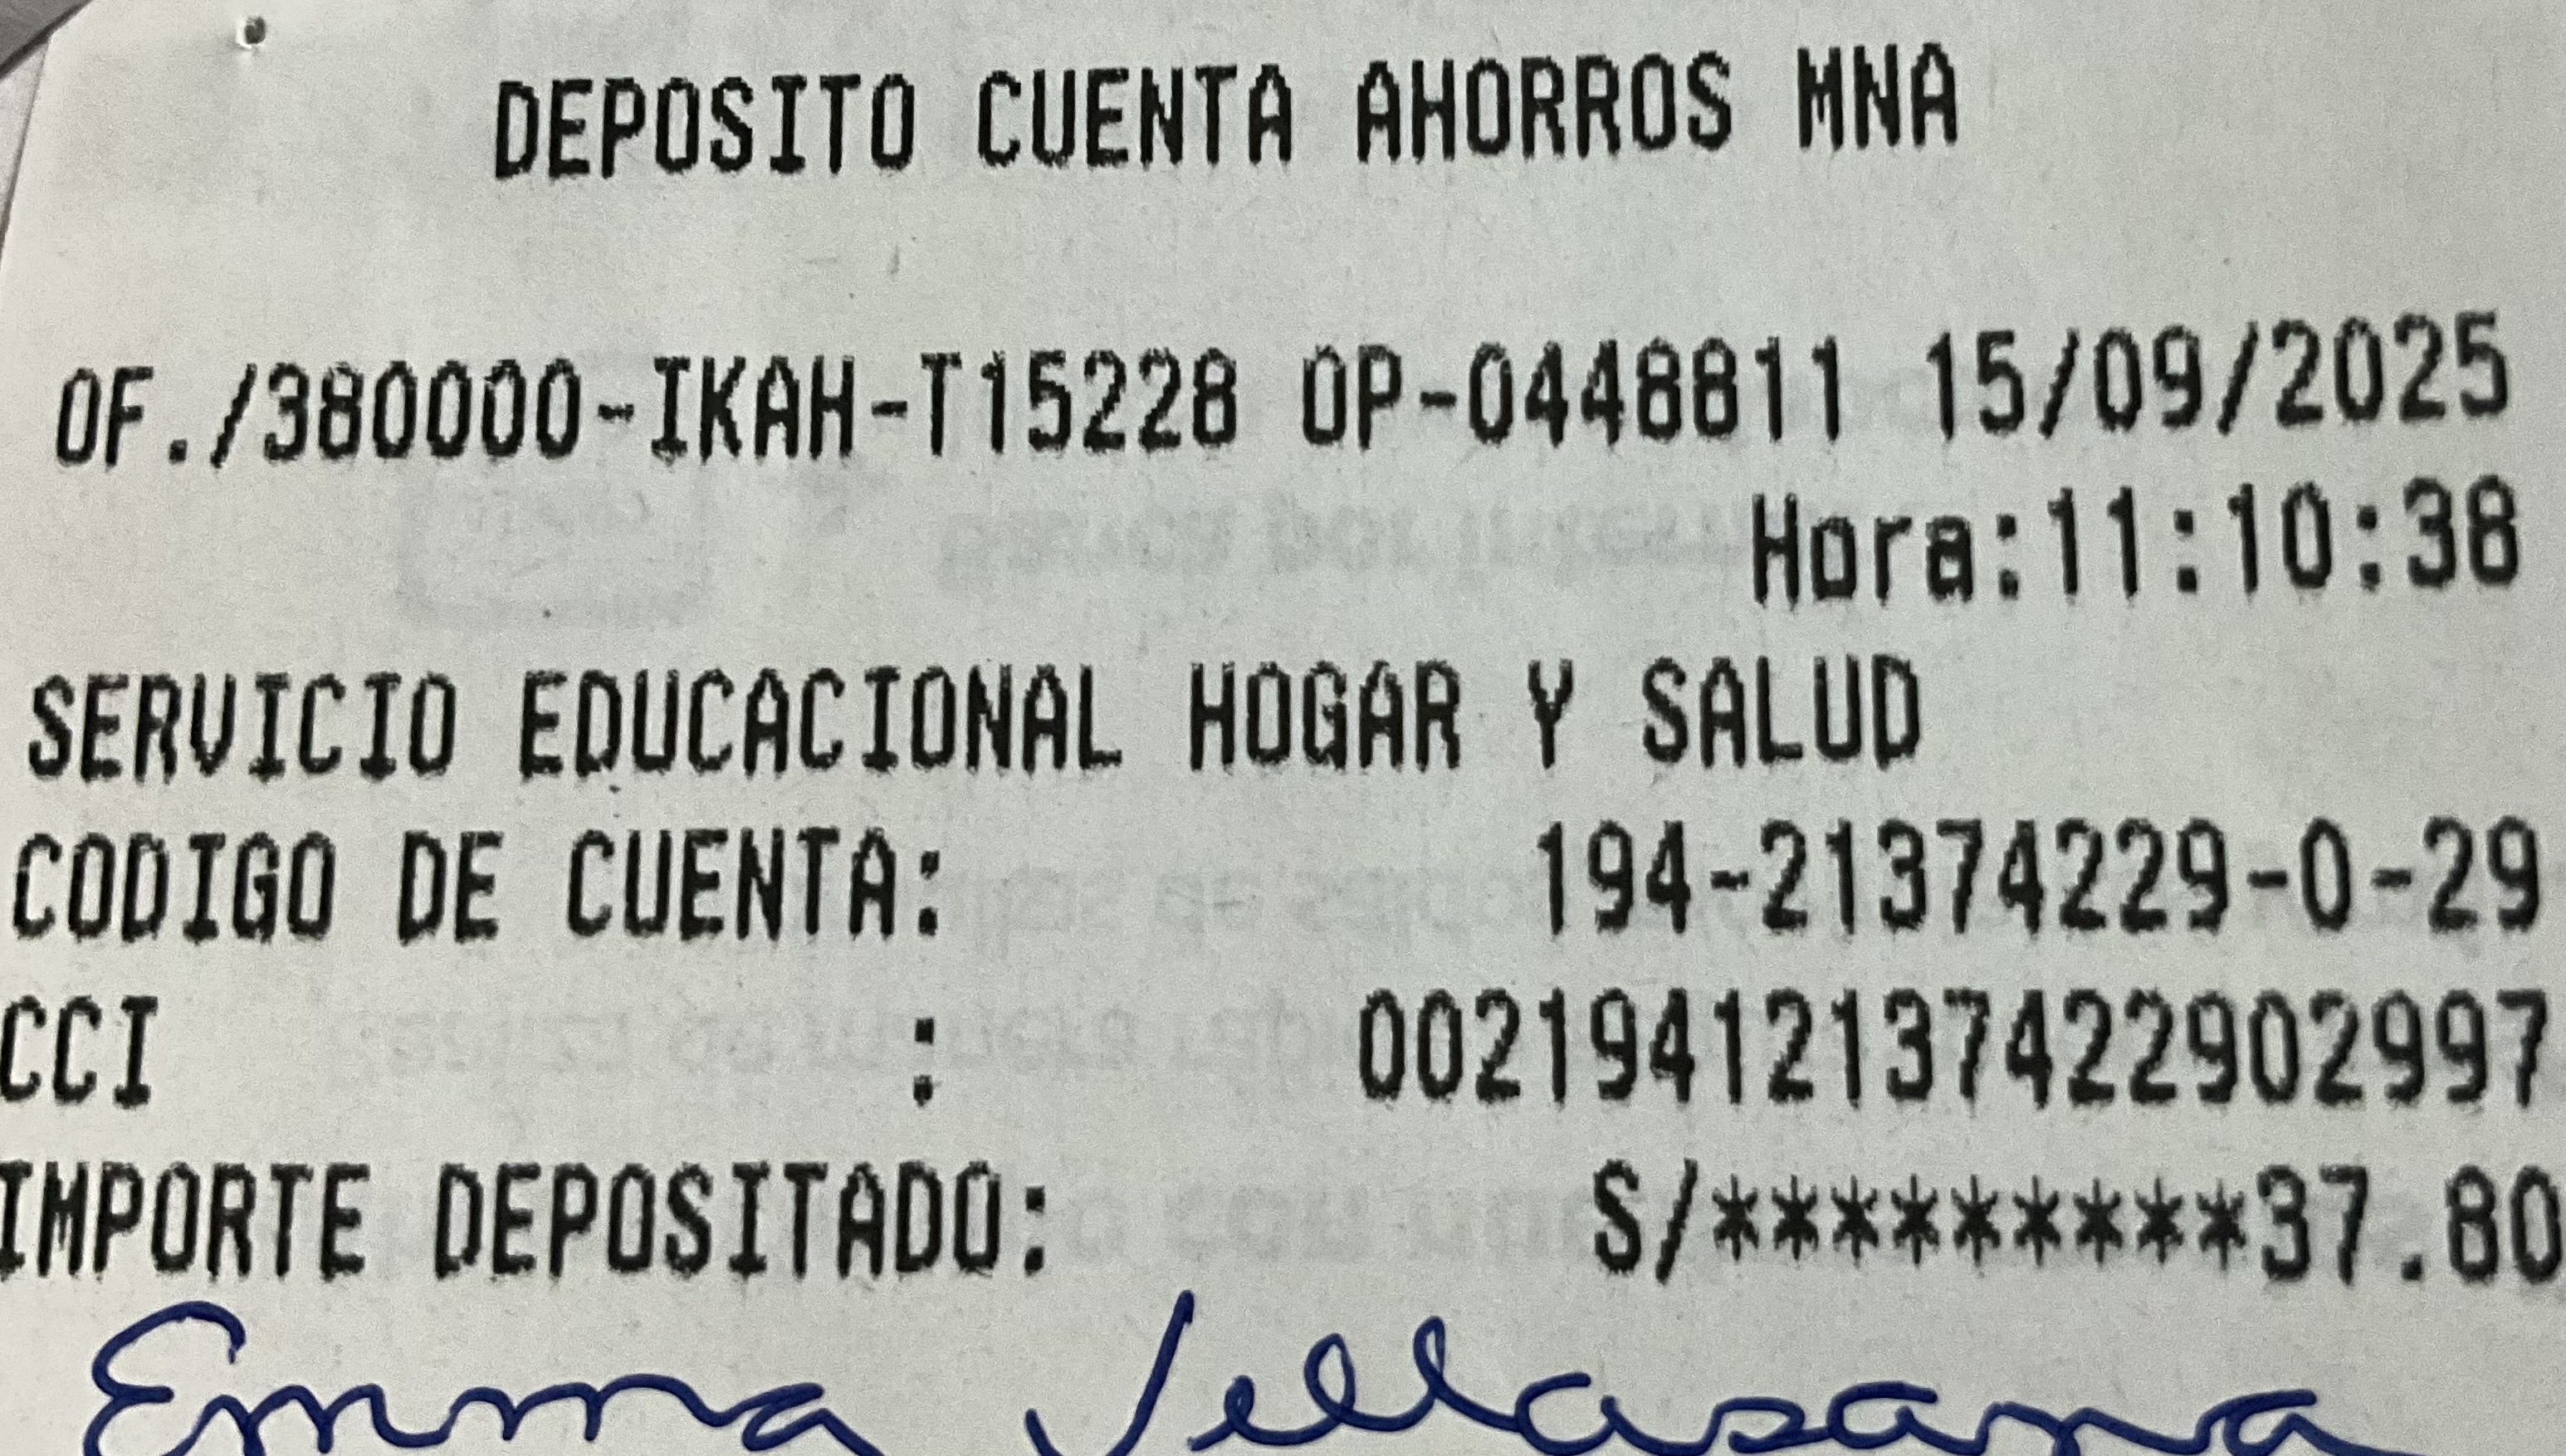 DEPOSITO CUENTA AHORROS MNA
OF./380000-IKAH-T15228 OP-0448811 15/09/2025
Hora:11:10:38
SERVICIO EDUCACIONAL HOGAR Y SALUD
CODIGO DE CUENTA: 194-21374229-0-29
CCI : 00219412137422902997
IMPORTE DEPOSITADO: S/*********37.80
Emma